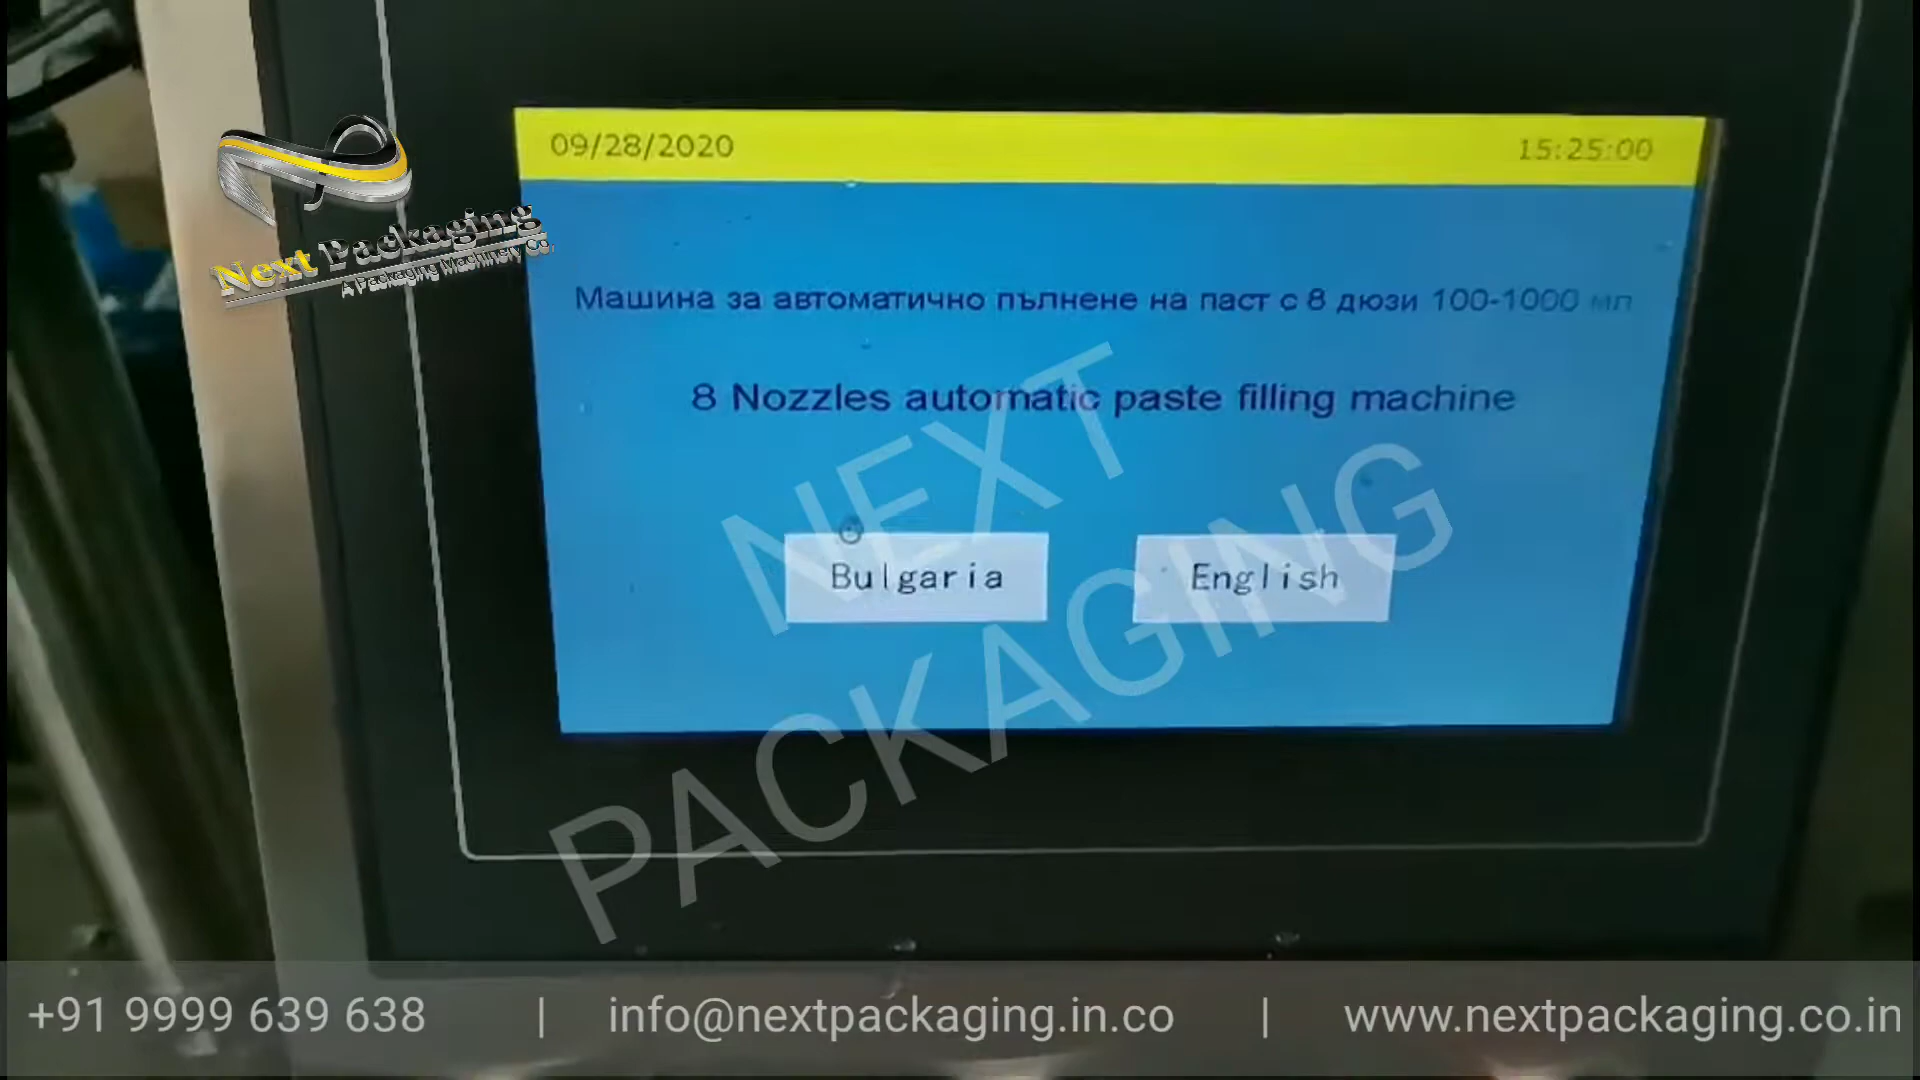 09/28/2020 15:25:00
Next Packaging
A Packaging Machinery Co.
Машина за автоматично пълнене на паст с 8 дюзи 100-1000 мл
8 Nozzles automatic paste filling machine
Bulgaria English
NEXT
PACKAGING
+91 9999 639 638 | info@nextpackaging.in.co | www.nextpackaging.co.in